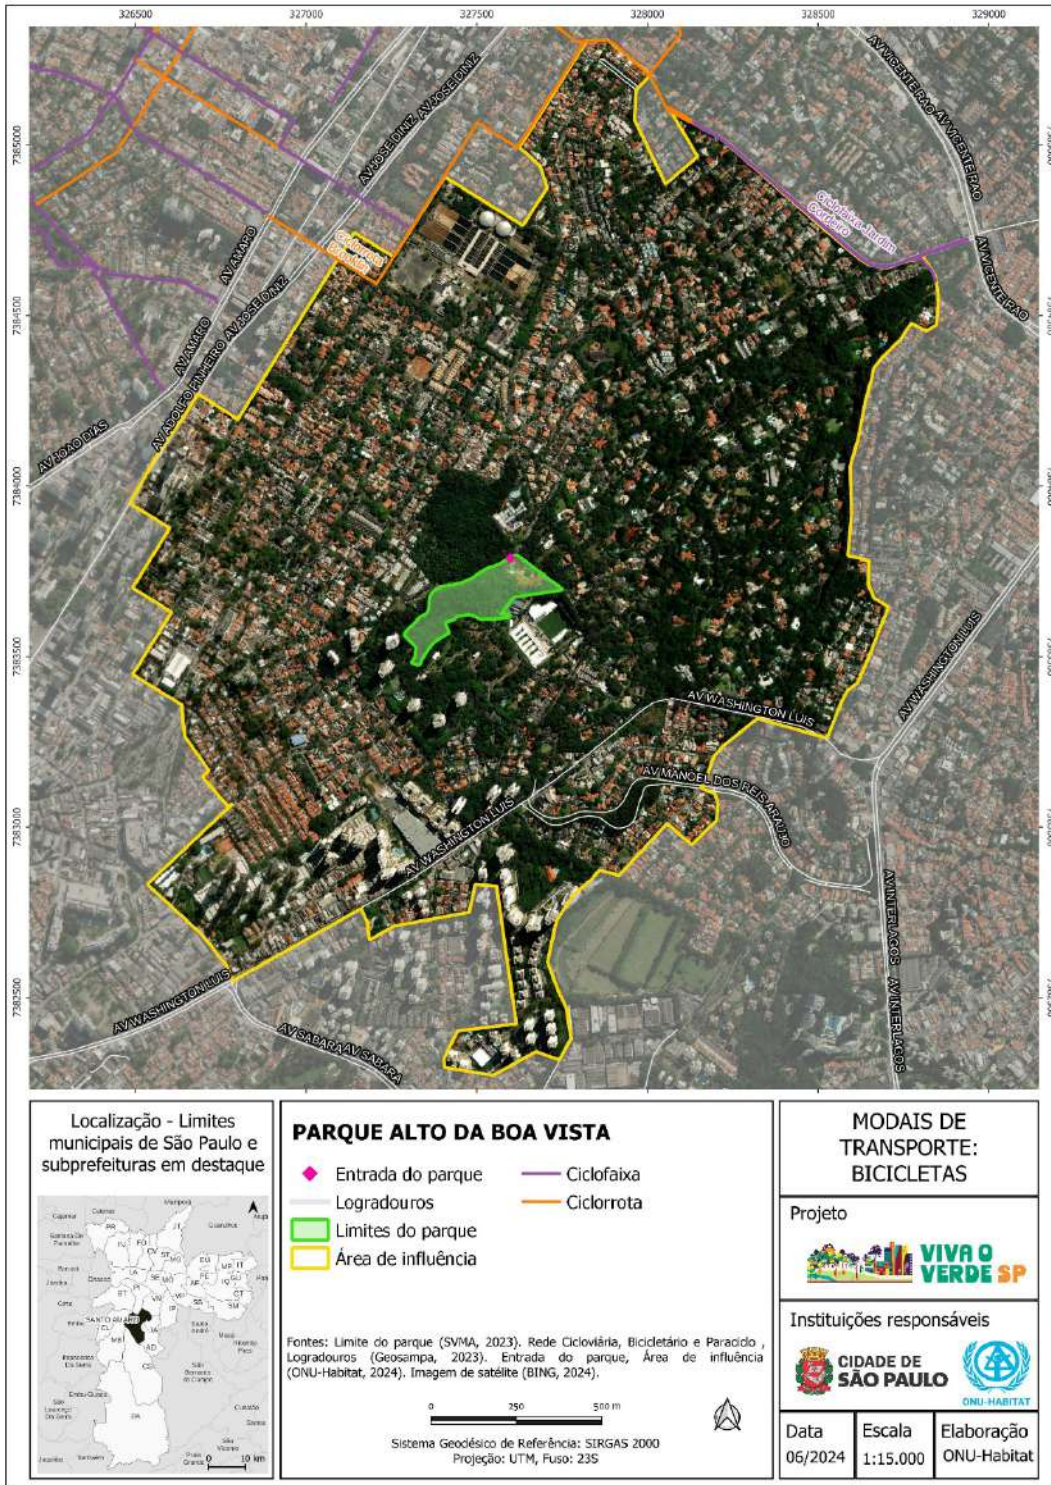 326500
327000
327500
328000
328500
329000
7385000
7384500
7384000
7383500
7383000
7382500
AV JOSE DINIZ
AV JOSE DINIZ
AV JOSE DINIZ
AV VICENTE RAO
AV VICENTE RAO
AV VICENTE RAO
Ciclofaixa Jardim
Cordeiro
Ciclorrota
Brooklin
AV AMARO
AV AMARO
AV ADOLFO PINHEIRO
AV JOAO DIAS
AV WASHINGTON LUIS
AV WASHINGTON LUIS
AV MANOEL DOS REIS ARAUJO
AV WASHINGTON LUIS
AV WASHINGTON LUIS
AV SABARA
AV SABARA
AV INTERLAGOS
AV INTERLAGOS
Localização - Limites
municipais de São Paulo e
subprefeituras em destaque
SANTO AMARO
0 10 km
PARQUE ALTO DA BOA VISTA
Entrada do parque
Logradouros
Limites do parque
Área de influência
Ciclofaixa
Ciclorrota
Fontes: Limite do parque (SVMA, 2023). Rede Cicloviária, Bicicletário e Paraciclo ,
Logradouros (Geosampa, 2023). Entrada do parque, Área de influência
(ONU-Habitat, 2024). Imagem de satélite (BING, 2024).
0 250 500 m
Sistema Geodésico de Referência: SIRGAS 2000
Projeção: UTM, Fuso: 23S
MODAIS DE
TRANSPORTE:
BICICLETAS
Projeto
VIVA O
VERDE SP
Instituições responsáveis
CIDADE DE
SÃO PAULO
ONU-HABITAT
Data
06/2024
Escala
1:15.000
Elaboração
ONU-Habitat